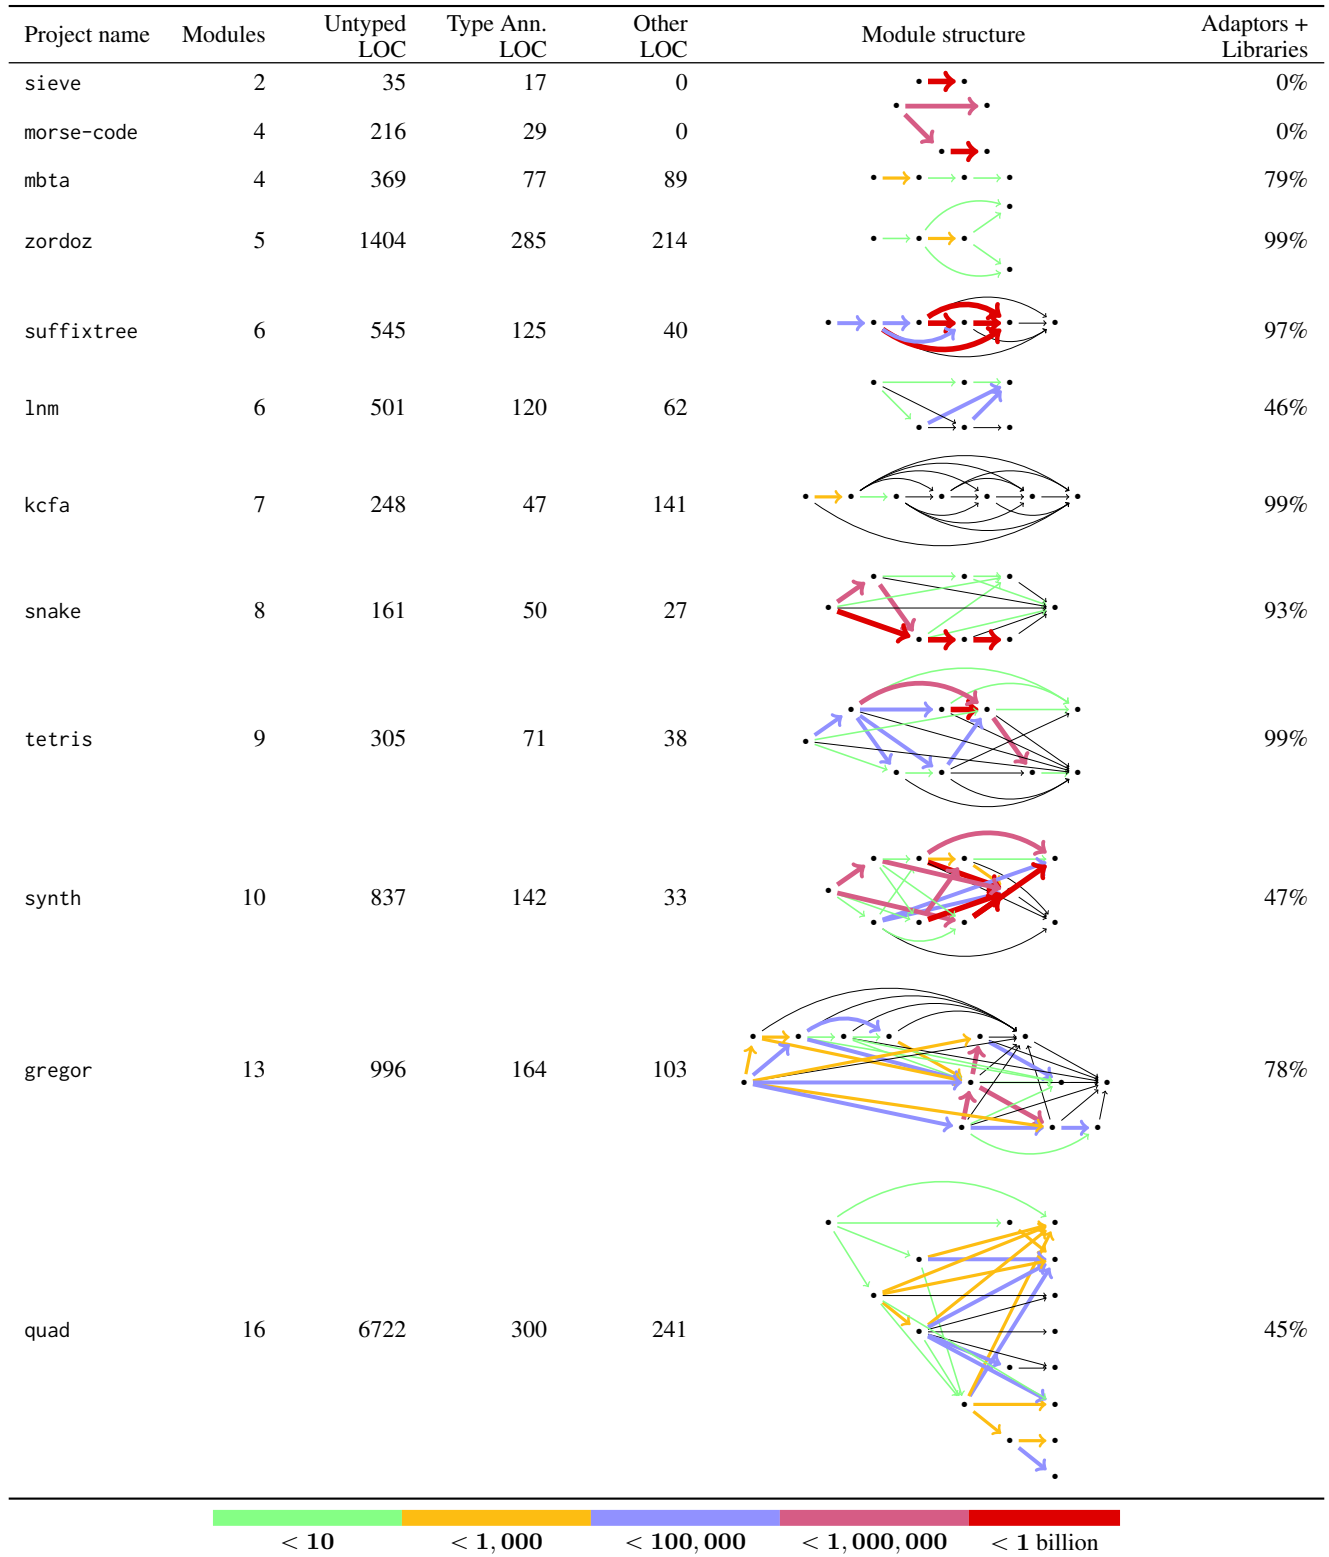 Project name Modules Untyped LOC Type Ann. LOC Other LOC Module structure Adaptors + Libraries
sieve 2 35 17 0 0%
morse-code 4 216 29 0 0%
mbta 4 369 77 89 79%
zordoz 5 1404 285 214 99%
suffixtree 6 545 125 40 97%
lnm 6 501 120 62 46%
kcfa 7 248 47 141 99%
snake 8 161 50 27 93%
tetris 9 305 71 38 99%
synth 10 837 142 33 47%
gregor 13 996 164 103 78%
quad 16 6722 300 241 45%
< 10 < 1,000 < 100,000 < 1,000,000 < 1 billion